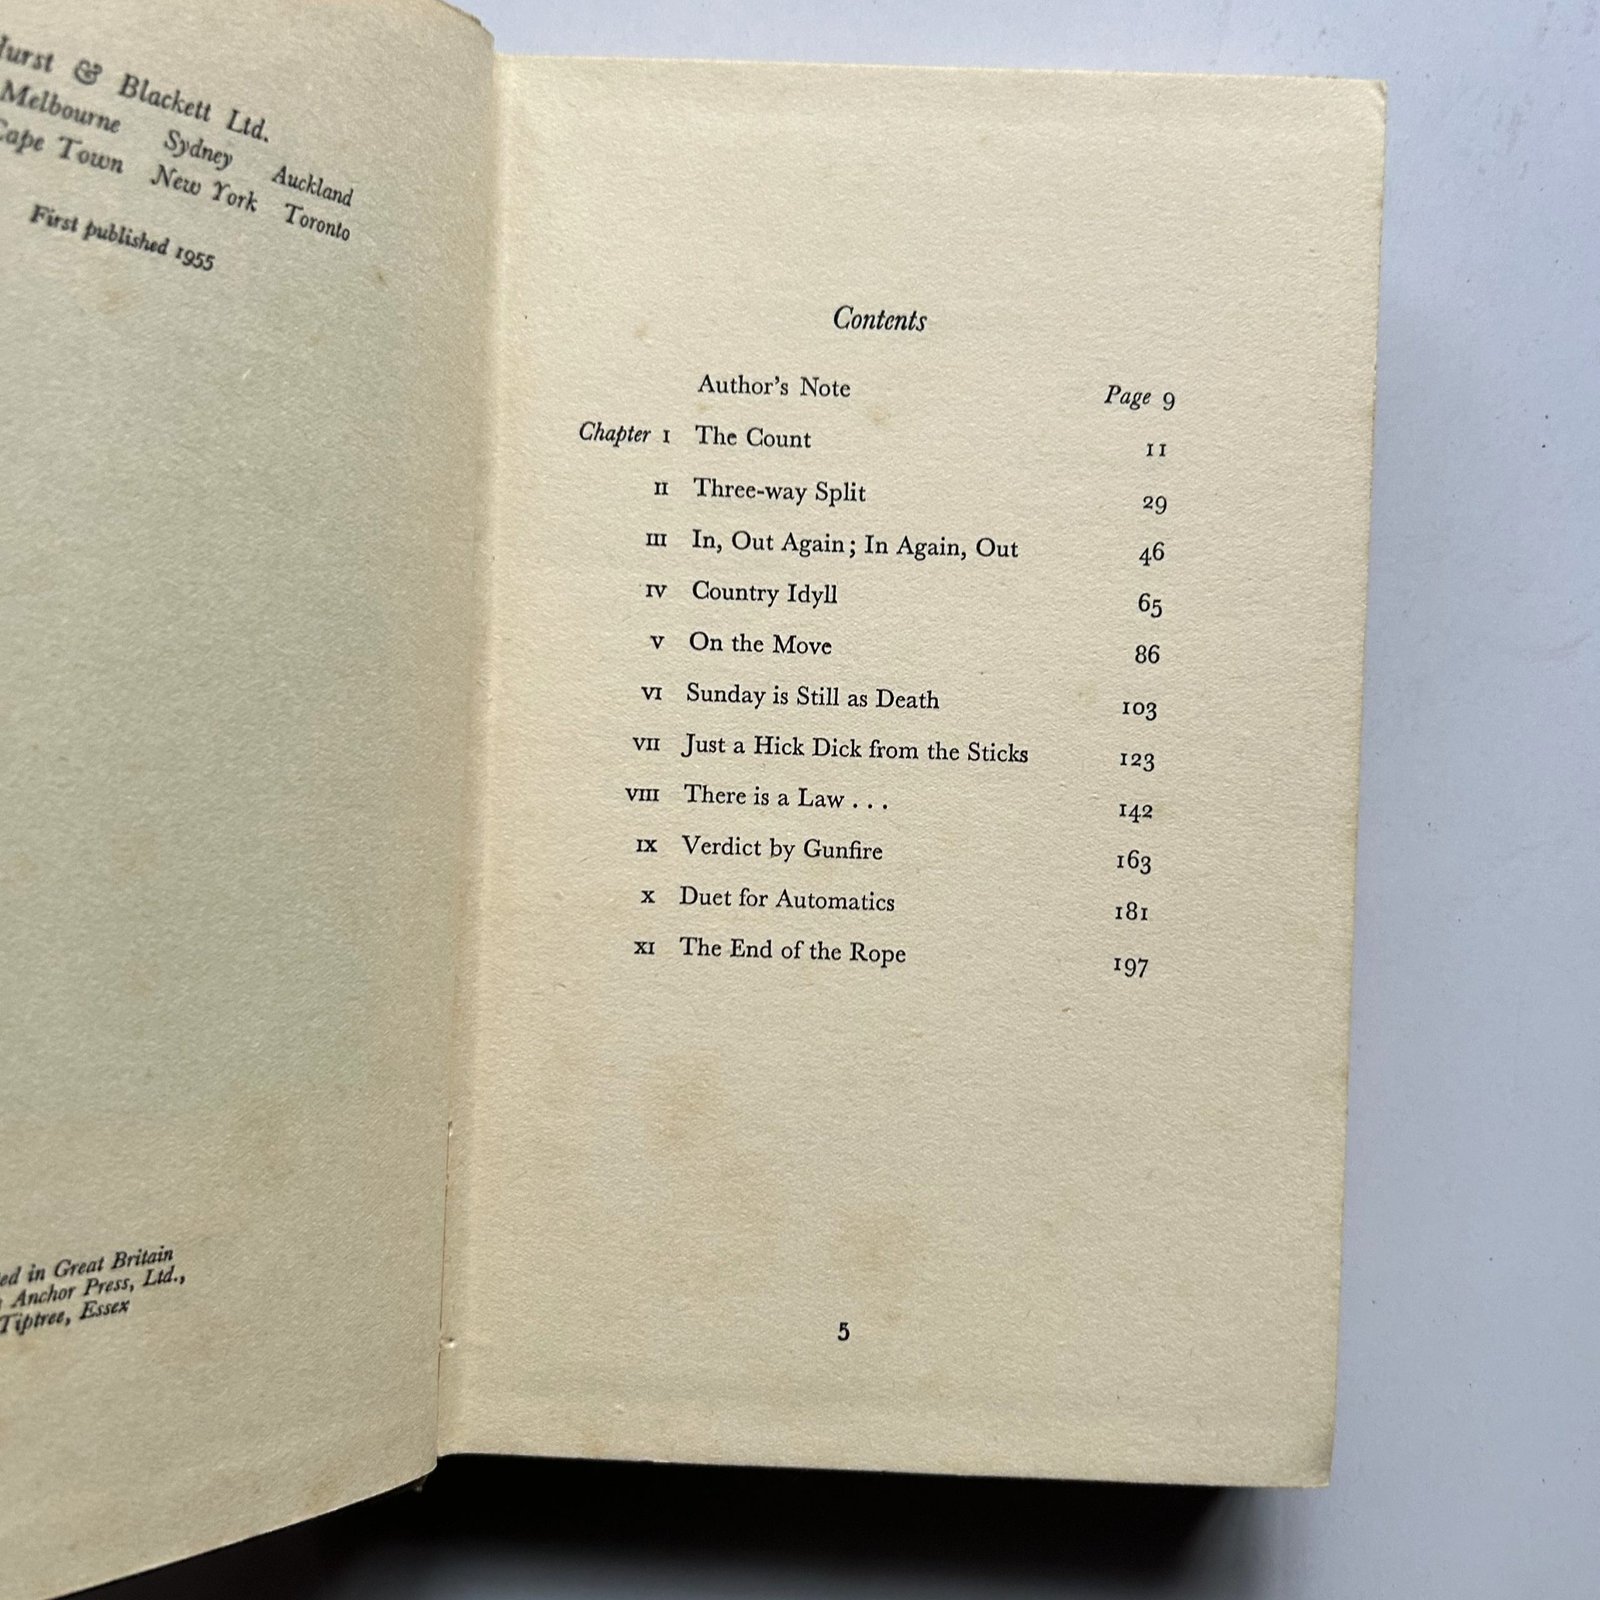 Hurst & Blackett Ltd.
Melbourne Sydney Auckland
Cape Town New York Toronto
First published 1955
in Great Britain
Anchor Press, Ltd.,
Tiptree, Essex
Contents
Author's Note Page 9
Chapter I The Count 11
II Three-way Split 29
III In, Out Again; In Again, Out 46
IV Country Idyll 65
V On the Move 86
VI Sunday is Still as Death 103
VII Just a Hick Dick from the Sticks 123
VIII There is a Law . . . 142
IX Verdict by Gunfire 163
X Duet for Automatics 181
XI The End of the Rope 197
5